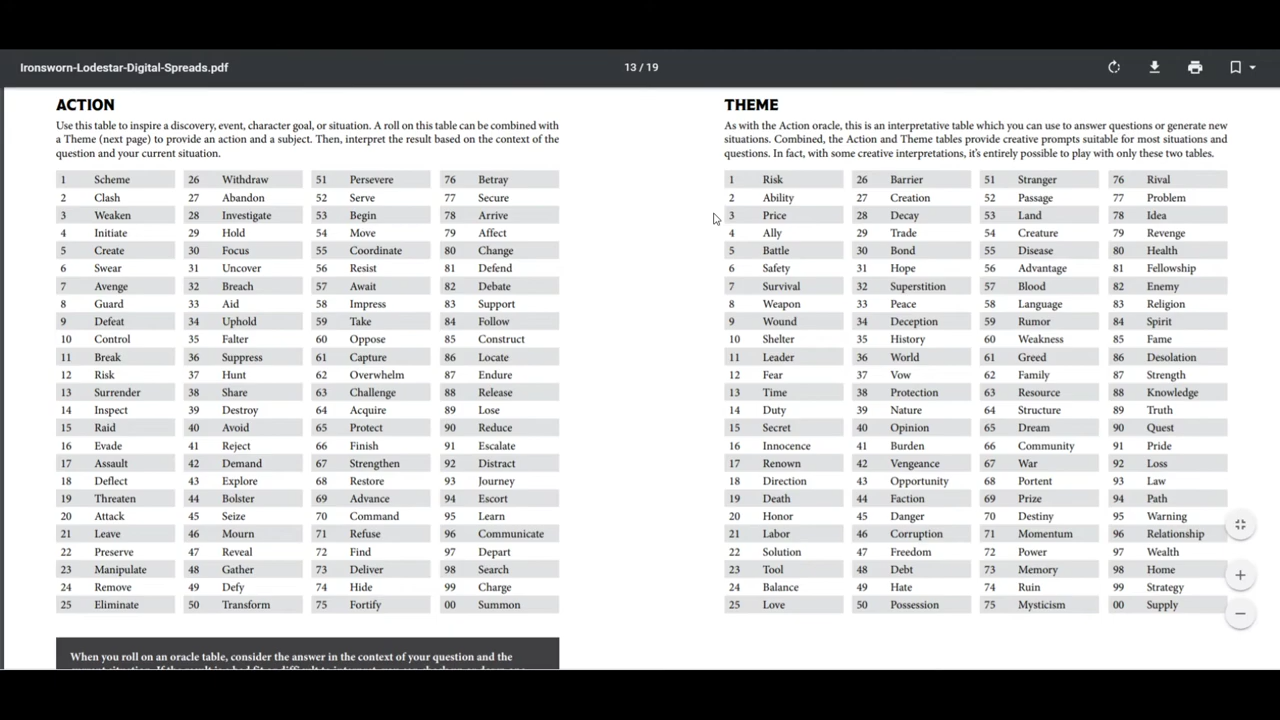 Ironsworn-Lodestar-Digital-Spreads.pdf
13 / 19
ACTION
Use this table to inspire a discovery, event, character goal, or situation. A roll on this table can be combined with
a Theme (next page) to provide an action and a subject. Then, interpret the result based on the context of the
question and your current situation.
1 Scheme 26 Withdraw 51 Persevere 76 Betray
2 Clash 27 Abandon 52 Serve 77 Secure
3 Weaken 28 Investigate 53 Begin 78 Arrive
4 Initiate 29 Hold 54 Move 79 Affect
5 Create 30 Focus 55 Coordinate 80 Change
6 Swear 31 Uncover 56 Resist 81 Defend
7 Avenge 32 Breach 57 Await 82 Debate
8 Guard 33 Aid 58 Impress 83 Support
9 Defeat 34 Uphold 59 Take 84 Follow
10 Control 35 Falter 60 Oppose 85 Construct
11 Break 36 Suppress 61 Capture 86 Locate
12 Risk 37 Hunt 62 Overwhelm 87 Endure
13 Surrender 38 Share 63 Challenge 88 Release
14 Inspect 39 Destroy 64 Acquire 89 Lose
15 Raid 40 Avoid 65 Protect 90 Reduce
16 Evade 41 Reject 66 Finish 91 Escalate
17 Assault 42 Demand 67 Strengthen 92 Distract
18 Deflect 43 Explore 68 Restore 93 Journey
19 Threaten 44 Bolster 69 Advance 94 Escort
20 Attack 45 Seize 70 Command 95 Learn
21 Leave 46 Mourn 71 Refuse 96 Communicate
22 Preserve 47 Reveal 72 Find 97 Depart
23 Manipulate 48 Gather 73 Deliver 98 Search
24 Remove 49 Defy 74 Hide 99 Charge
25 Eliminate 50 Transform 75 Fortify 00 Summon
When you roll on an oracle table, consider the answer in the context of your question and the
THEME
As with the Action oracle, this is an interpretative table which you can use to answer questions or generate new
situations. Combined, the Action and Theme tables provide creative prompts suitable for most situations and
questions. In fact, with some creative interpretations, it's entirely possible to play with only these two tables.
1 Risk 26 Barrier 51 Stranger 76 Rival
2 Ability 27 Creation 52 Passage 77 Problem
3 Price 28 Decay 53 Land 78 Idea
4 Ally 29 Trade 54 Creature 79 Revenge
5 Battle 30 Bond 55 Disease 80 Health
6 Safety 31 Hope 56 Advantage 81 Fellowship
7 Survival 32 Superstition 57 Blood 82 Enemy
8 Weapon 33 Peace 58 Language 83 Religion
9 Wound 34 Deception 59 Rumor 84 Spirit
10 Shelter 35 History 60 Weakness 85 Fame
11 Leader 36 World 61 Greed 86 Desolation
12 Fear 37 Vow 62 Family 87 Strength
13 Time 38 Protection 63 Resource 88 Knowledge
14 Duty 39 Nature 64 Structure 89 Truth
15 Secret 40 Opinion 65 Dream 90 Quest
16 Innocence 41 Burden 66 Community 91 Pride
17 Renown 42 Vengeance 67 War 92 Loss
18 Direction 43 Opportunity 68 Portent 93 Law
19 Death 44 Faction 69 Prize 94 Path
20 Honor 45 Danger 70 Destiny 95 Warning
21 Labor 46 Corruption 71 Momentum 96 Relationship
22 Solution 47 Freedom 72 Power 97 Wealth
23 Tool 48 Debt 73 Memory 98 Home
24 Balance 49 Hate 74 Ruin 99 Strategy
25 Love 50 Possession 75 Mysticism 00 Supply